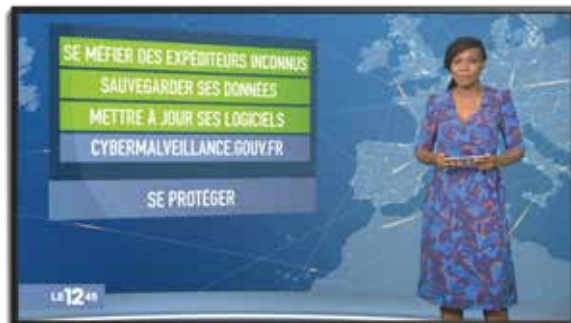 SE MÉFIER DES EXPÉDITEURS INCONNUS
SAUVEGARDER SES DONNÉES
METTRE À JOUR SES LOGICIELS
CYBERMALVEILLANCE.GOUV.FR
SE PROTÉGER
LE 12 45